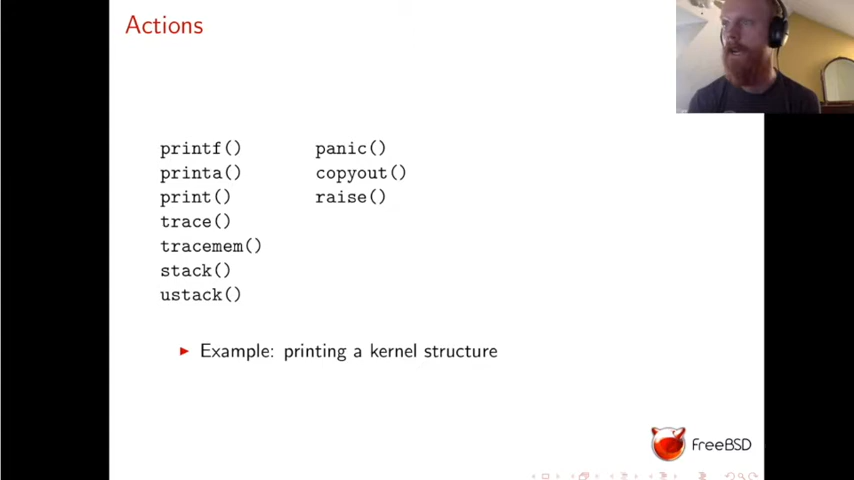 Actions
printf()
printa()
print()
trace()
tracemem()
stack()
ustack()
panic()
copyout()
raise()
Example: printing a kernel structure
FreeBSD